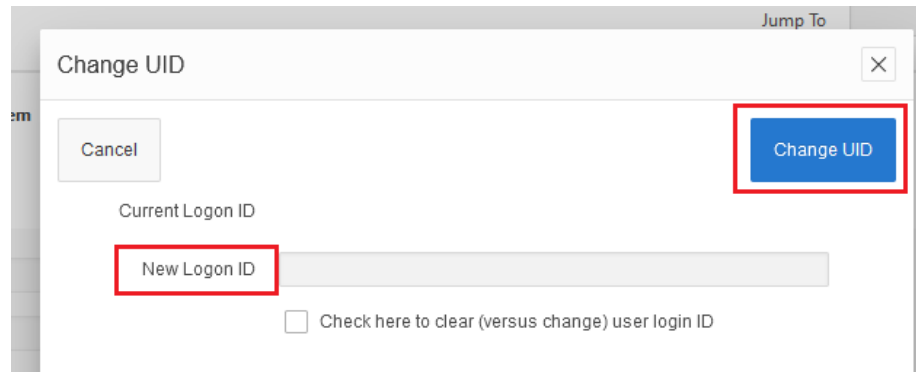 Jump To
Change UID
em
Cancel
Change UID
Current Logon ID
New Logon ID
Check here to clear (versus change) user login ID